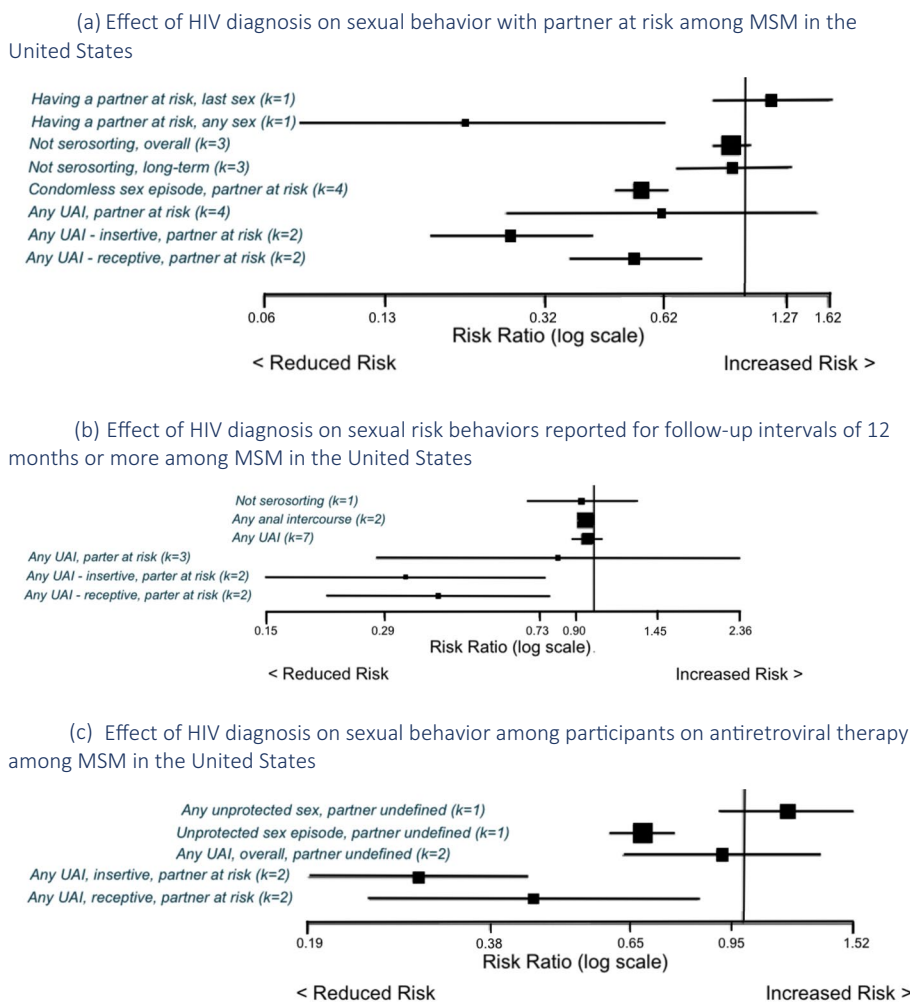 (a) Effect of HIV diagnosis on sexual behavior with partner at risk among MSM in the
United States
Having a partner at risk, last sex (k=1)
Having a partner at risk, any sex (k=1)
Not serosorting, overall (k=3)
Not serosorting, long-term (k=3)
Condomless sex episode, partner at risk (k=4)
Any UAI, partner at risk (k=4)
Any UAI - insertive, partner at risk (k=2)
Any UAI - receptive, partner at risk (k=2)
0.06 0.13 0.32 0.62 1.27 1.62
Risk Ratio (log scale)
< Reduced Risk Increased Risk >
(b) Effect of HIV diagnosis on sexual risk behaviors reported for follow-up intervals of 12
months or more among MSM in the United States
Not serosorting (k=1)
Any anal intercourse (k=2)
Any UAI (k=7)
Any UAI, parter at risk (k=3)
Any UAI - insertive, parter at risk (k=2)
Any UAI - receptive, parter at risk (k=2)
0.15 0.29 0.73 0.90 1.45 2.36
Risk Ratio (log scale).
< Reduced Risk Increased Risk >
(c) Effect of HIV diagnosis on sexual behavior among participants on antiretroviral therapy
among MSM in the United States
Any unprotected sex, partner undefined (k=1)
Unprotected sex episode, partner undefined (k=1)
Any UAI, overall, partner undefined (k=2)
Any UAI, insertive, partner at risk (k=2)
Any UAI, receptive, partner at risk (k=2)
0.19 0.38 0.65 0.95 1.52
Risk Ratio (log scale)
< Reduced Risk Increased Risk >